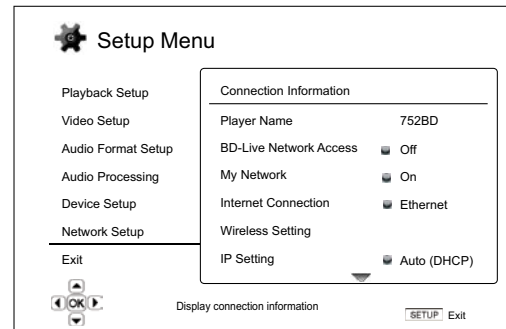 Setup Menu
Playback Setup
Video Setup
Audio Format Setup
Audio Processing
Device Setup
Network Setup
Exit
Connection Information
Player Name 752BD
BD-Live Network Access Off
My Network On
Internet Connection Ethernet
Wireless Setting
IP Setting Auto (DHCP)
OK
Display connection information
SETUP Exit